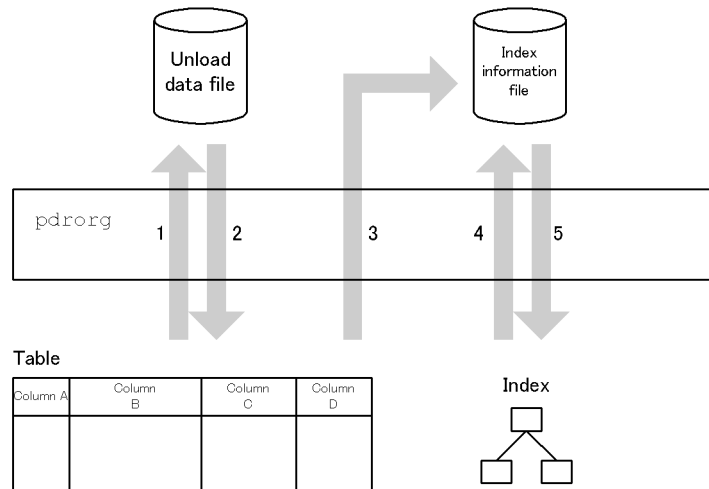 Unload
data file
Index
information
file
pdrorg
1
2
3
4
5
Table
Column A
Column
B
Column
C
Column
D
Index